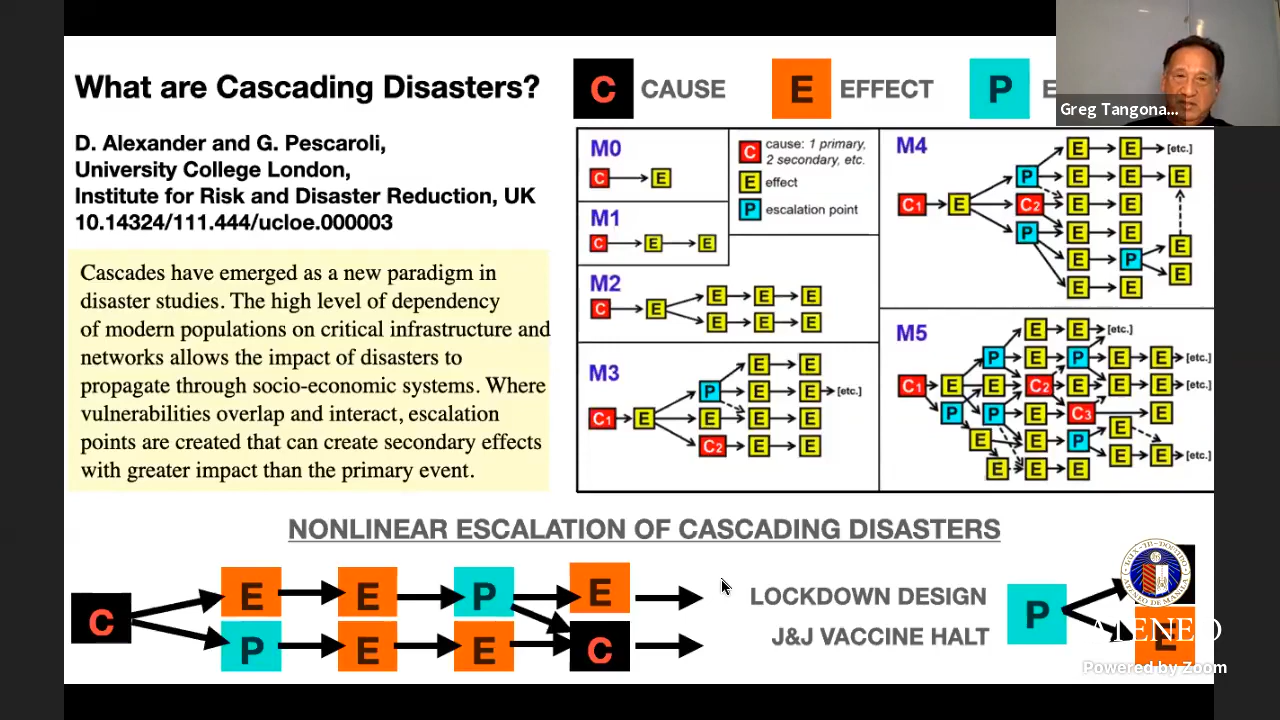 What are Cascading Disasters?
D. Alexander and G. Pescaroli,
University College London,
Institute for Risk and Disaster Reduction, UK
10.14324/111.444/ucloe.000003
Cascades have emerged as a new paradigm in
disaster studies. The high level of dependency
of modern populations on critical infrastructure and
networks allows the impact of disasters to
propagate through socio-economic systems. Where
vulnerabilities overlap and interact, escalation
points are created that can create secondary effects
with greater impact than the primary event.
C CAUSE E EFFECT P E
Greg Tangona...
M0
C E
M1
C E E
C cause: 1 primary,
2 secondary, etc.
E effect
P escalation point
M2
E E E
C E
E E E
M3
E E
P E E [etc.]
C1 E E E E
C2 E E
M4
E E [etc.]
P E E E
C1 E C2 E E
P E E E
E P E
E E
M5
E E [etc.]
P E P E E [etc.]
C1 E E C2 E E E [etc.]
P P E C3 E
E E P E E [etc.]
E E E
NONLINEAR ESCALATION OF CASCADING DISASTERS
E E P E
C
P E E C
LOCKDOWN DESIGN
J&J VACCINE HALT
P
E
ATENEO
Powered by Zoom